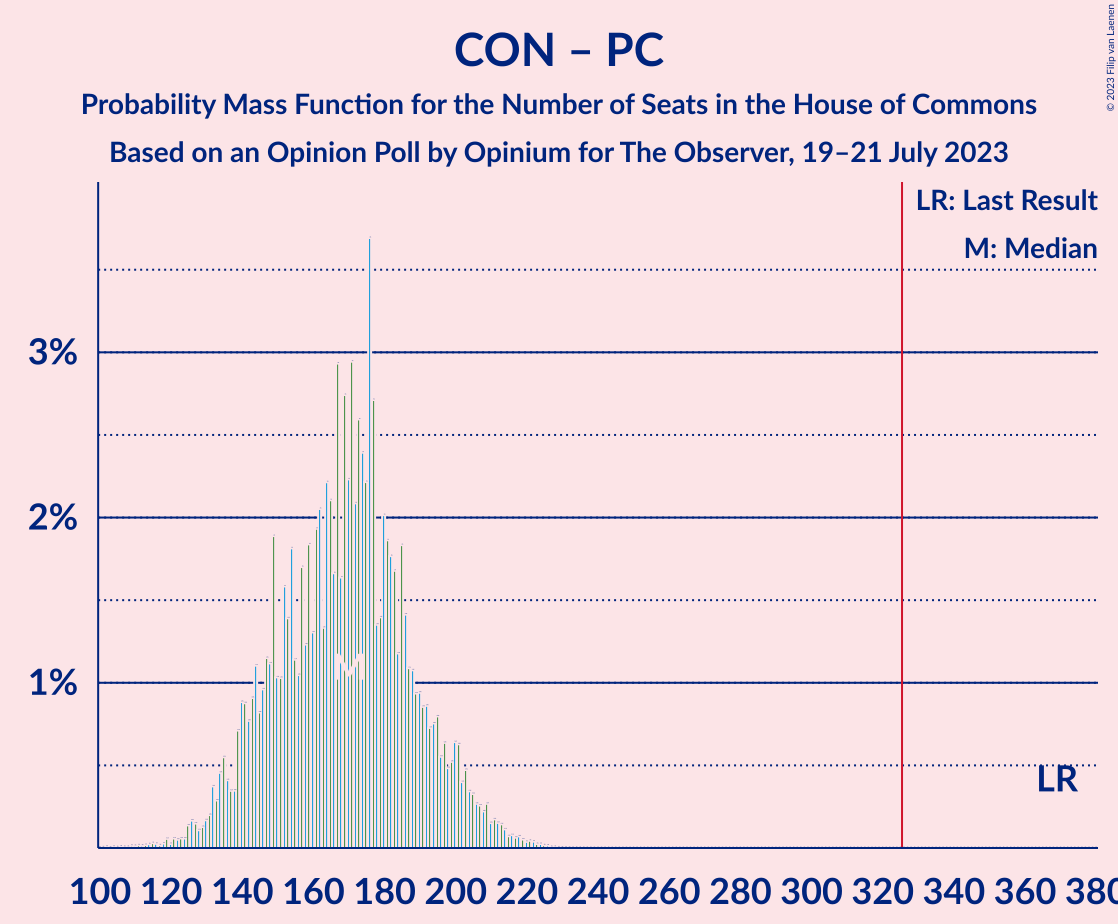 CON – PC
Probability Mass Function for the Number of Seats in the House of Commons
Based on an Opinion Poll by Opinium for The Observer, 19–21 July 2023
© 2023 Filip van Laenen
LR: Last Result
M: Median
3%
2%
1%
M
LR
100 120 140 160 180 200 220 240 260 280 300 320 340 360 380